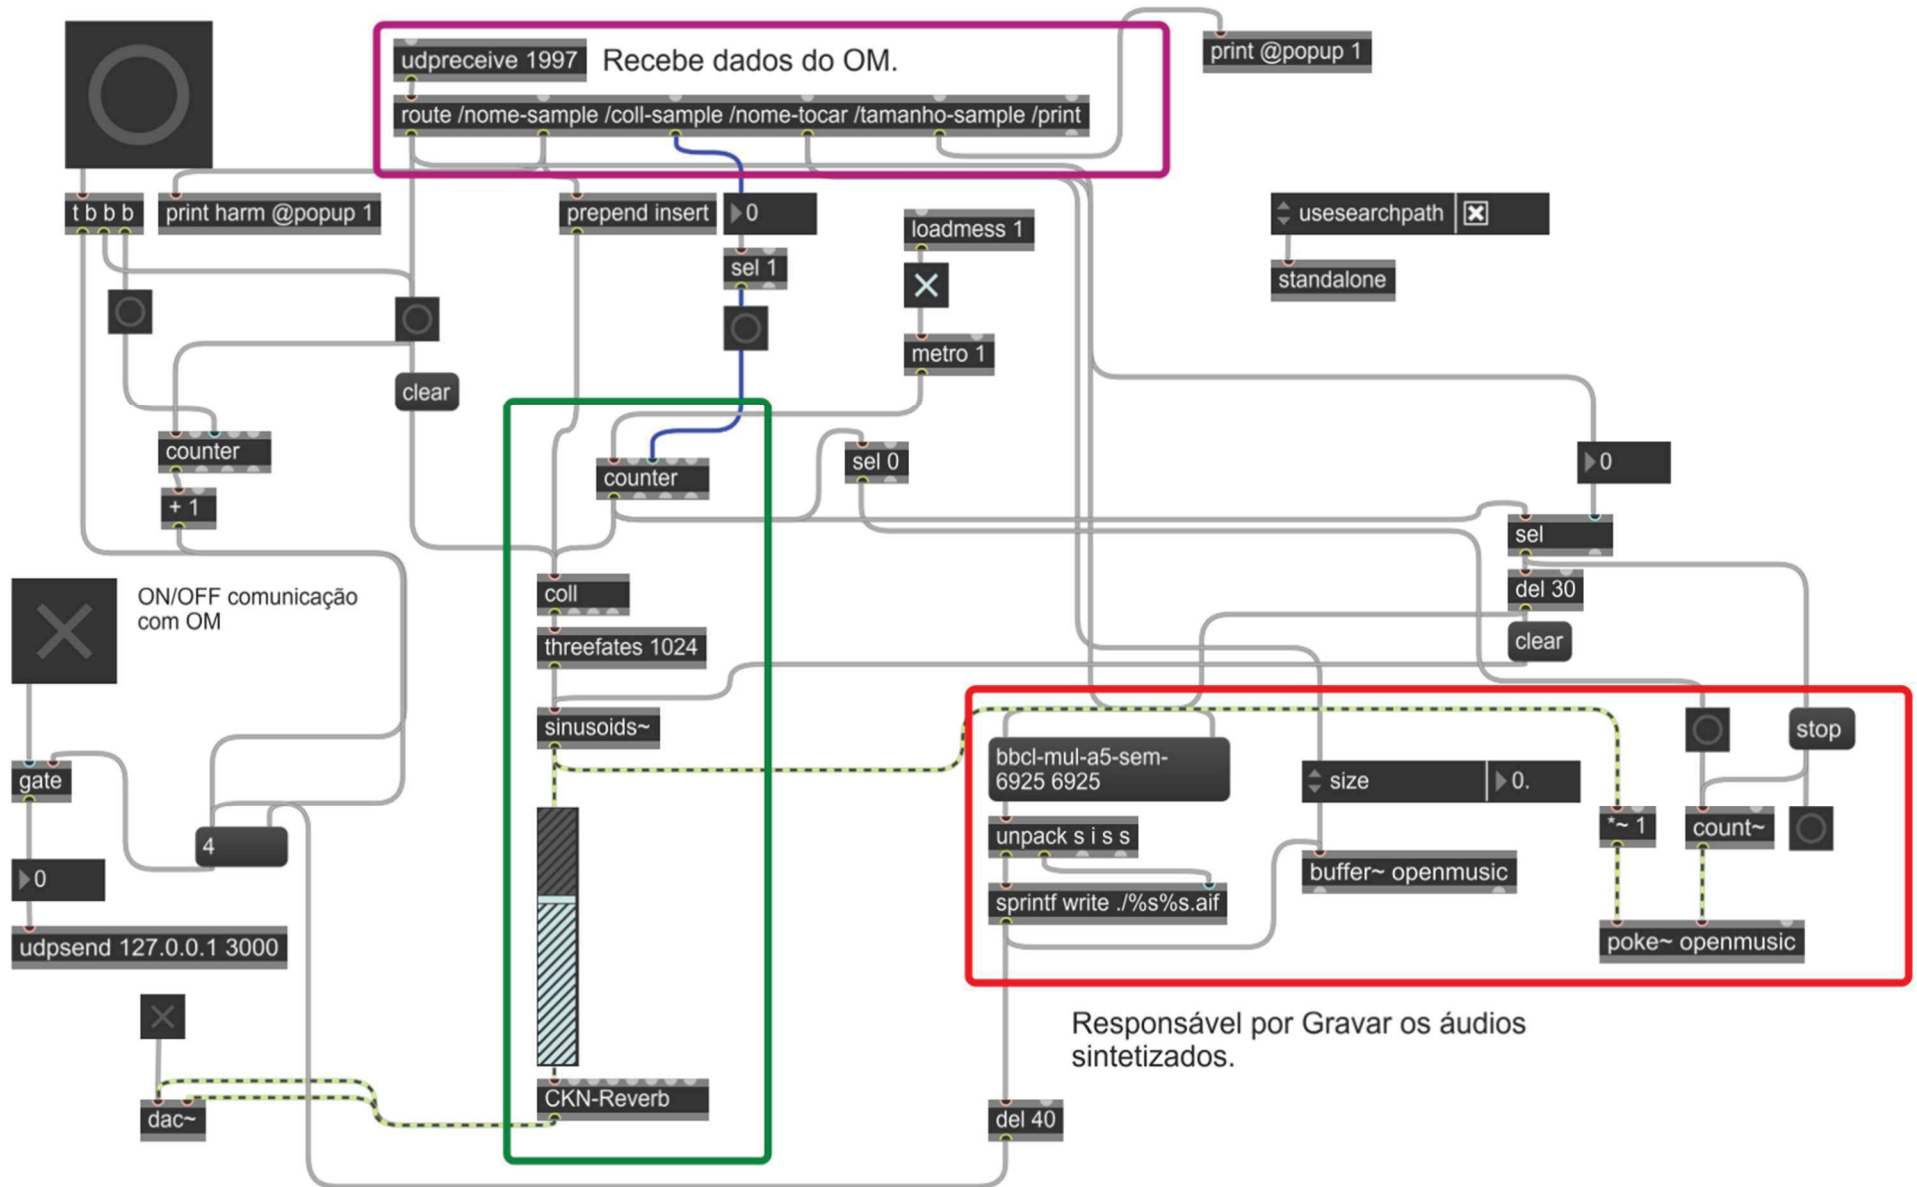 udpreceive 1997
Recebe dados do OM.
print @popup 1
route /nome-sample /coll-sample /nome-tocar /tamanho-sample /print
t b b b
print harm @popup 1
prepend insert
0
loadmess 1
usesearchpath
sel 1
standalone
metro 1
clear
counter
sel 0
0
counter
+ 1
sel
ON/OFF comunicação
com OM
coll
del 30
threefates 1024
clear
sinusoids~
stop
gate
bbcl-mul-a5-sem-
6925 6925
size
0.
4
unpack s i s s
*~ 1
count~
0
sprintf write ./%s%s.aif
buffer~ openmusic
udpsend 127.0.0.1 3000
poke~ openmusic
Responsável por Gravar os áudios
sintetizados.
CKN-Reverb
dac~
del 40